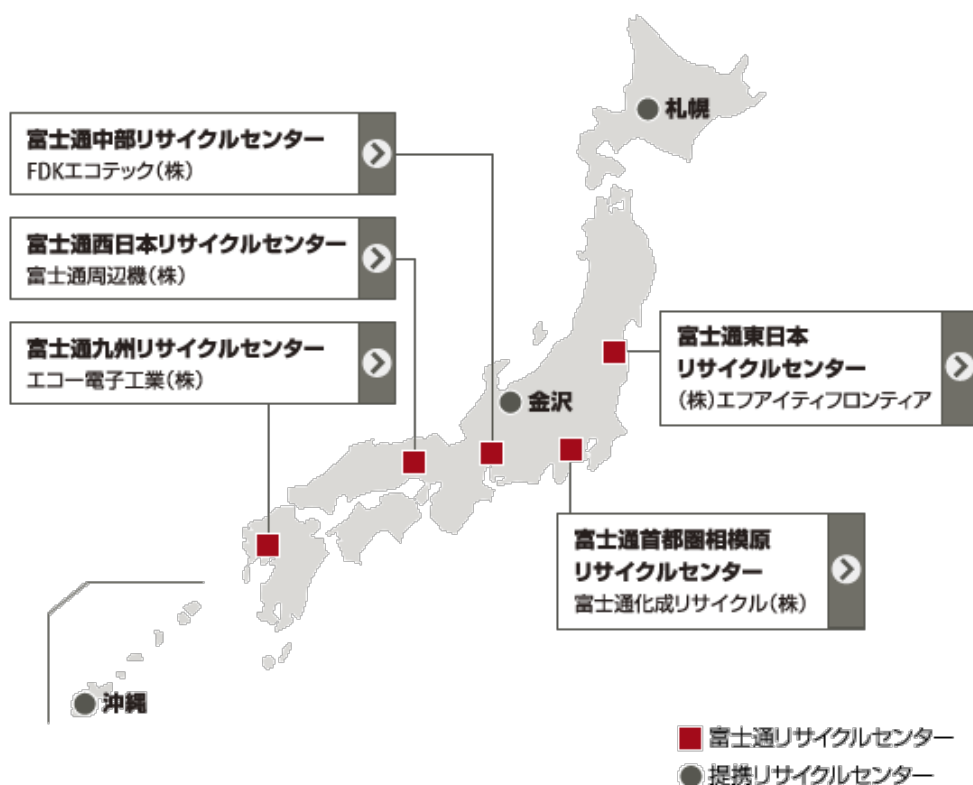 札幌
富士通中部リサイクルセンター
FDKエコテック(株)
富士通西日本リサイクルセンター
富士通周辺機(株)
富士通九州リサイクルセンター
エコー電子工業(株)
富士通東日本
リサイクルセンター
(株)エフアイティフロンティア
金沢
富士通首都圏相模原
リサイクルセンター
富士通化成リサイクル(株)
沖縄
富士通リサイクルセンター
提携リサイクルセンター